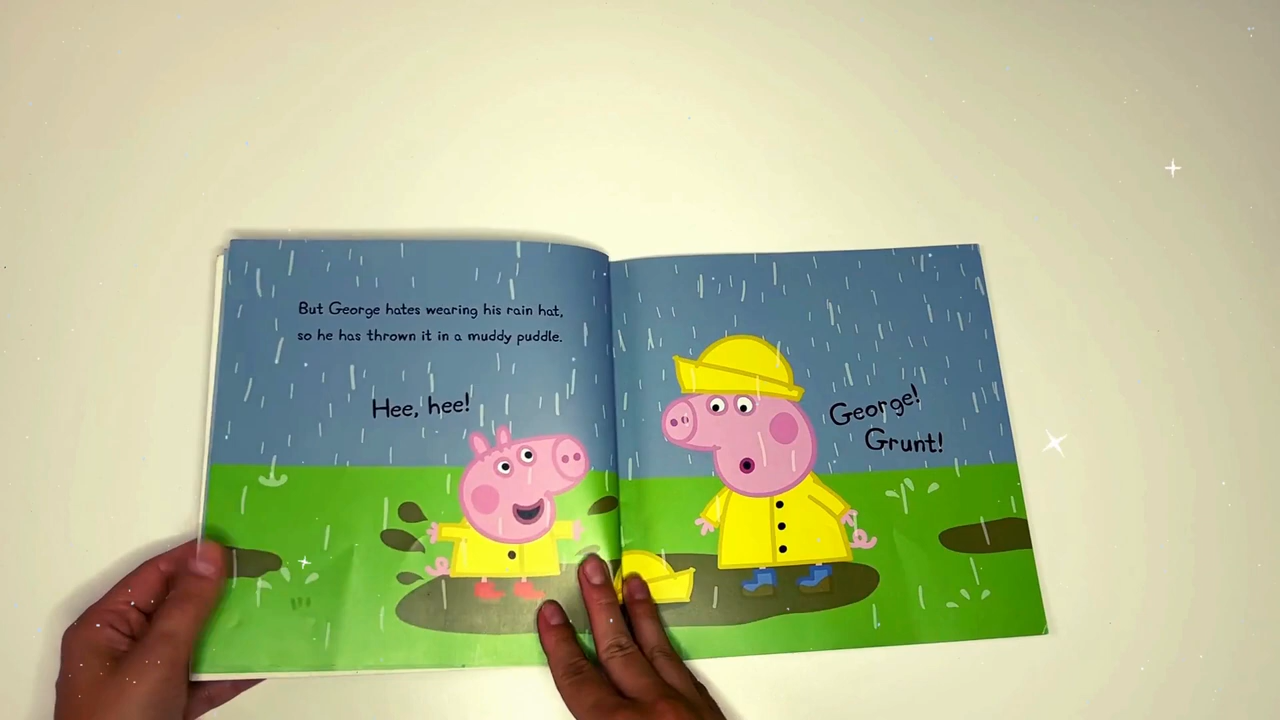 But George hates wearing his rain hat,
so he has thrown it in a muddy puddle.
Hee, hee!
George!
Grunt!